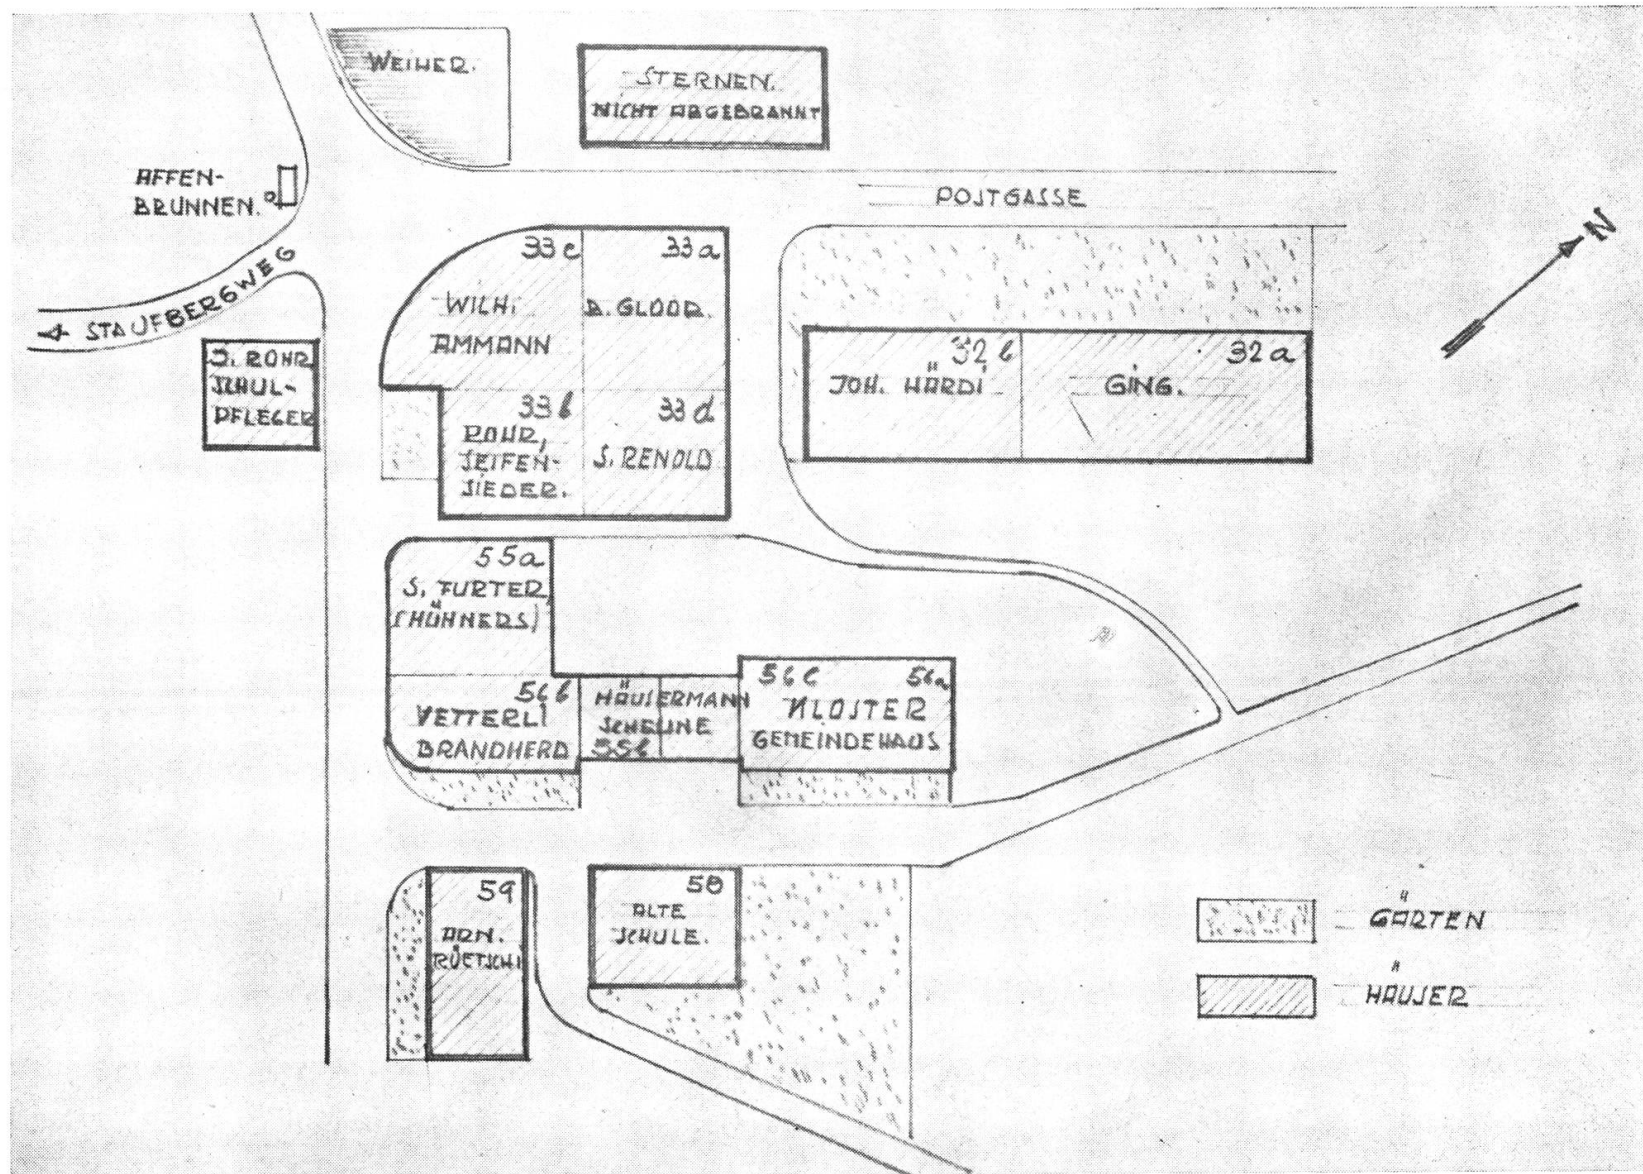 WEIHER.
STERNEN.
NICHT ABGEBRANNT
AFFEN-
BRUNNEN.
POSTGASSE
N
STAUFBERGWEG
33c
33a
WILH.
AMMANN
R. GLOOR.
S. ROHR
SCHUL-
PFLEGER
32b
32a
JOH. HÄRDI
GING.
33b
33d
ROHR,
SEIFEN-
SIEDER.
S. RENOLD
55a
S. FURTER
(HÜHNERS)
56b
VETTERLI
BRANDHERD
HÄUSERMANN
SCHEUNE
55b
56c
56a
KLOSTER
GEMEINDEHAUS
59
ARN.
RÜETSCHI
58
ALTE
SCHULE.
GÄRTEN
HÄUSER